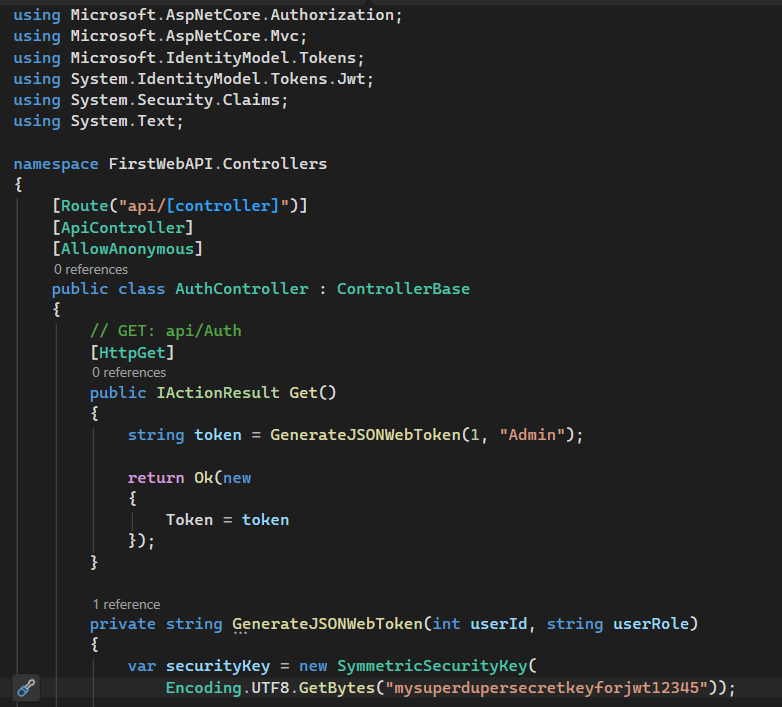 using Microsoft.AspNetCore.Authorization;
using Microsoft.AspNetCore.Mvc;
using Microsoft.IdentityModel.Tokens;
using System.IdentityModel.Tokens.Jwt;
using System.Security.Claims;
using System.Text;
namespace FirstWebAPI.Controllers
{
[Route("api/[controller]")]
[ApiController]
[AllowAnonymous]
0 references
public class AuthController : ControllerBase
{
// GET: api/Auth
[HttpGet]
0 references
public IActionResult Get()
{
string token = GenerateJSONWebToken(1, "Admin");
return Ok(new
{
Token = token
});
}
1 reference
private string GenerateJSONWebToken(int userId, string userRole)
{
var securityKey = new SymmetricSecurityKey(
Encoding.UTF8.GetBytes("mysuperdupersecretkeyforjwt12345"));